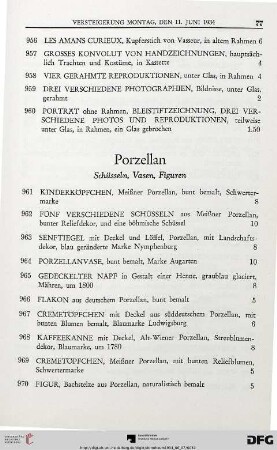 VERSTEIGERUNG MONTAG, DEN 11. JUNI 1934 77
956 LES AMANS CURIEUX, Kupferstich von Vasseur, in altem Rahmen 6
957 GROSSES KONVOLUT VON HANDZEICHNUNGEN, hauptsäch-
lich Trachten und Kostüme, in Kassette 4
958 VIER GERAHMTE REPRODUKTIONEN, unter Glas, in Rahmen 4
959 DREI VERSCHIEDENE PHOTOGRAPHIEN, Bildnisse, unter Glas,
gerahmt 2
960 PORTRÄT ohne Rahmen, BLEISTIFTZEICHNUNG, DREI VER-
SCHIEDENE PHOTOS UND REPRODUKTIONEN, teilweise
unter Glas, in Rahmen, ein Glas gebrochen 1.50
Porzellan
Schüsseln, Vasen, Figuren
961 KINDERKÖPFCHEN, Meißner Porzellan, bunt bemalt, Schwerter-
marke 8
962 FÜNF VERSCHIEDENE SCHÜSSELN aus Meißner Porzellan,
bunter Reliefdekor, und eine böhmische Schüssel 10
963 SENFTIEGEL mit Deckel und Löffel, Porzellan, mit Landschafts-
dekor, blau geränderte Marke Nymphenburg 8
964 PORZELLANVASE, bunt bemalt, Marke Augarten 10
965 GEDECKELTER NAPF in Gestalt einer Henne, graublau glasiert,
Mähren, um 1800 8
966 FLAKON aus deutschem Porzellan, bunt bemalt 5
967 CREMETÖPFCHEN mit Deckel aus süddeutschem Porzellan, mit
bunten Blumen bemalt, Blaumarke Ludwigsburg 6
968 KAFFEEKANNE mit Deckel, Alt-Wiener Porzellan, Streublumen-
dekor, Blaumarke, um 1780 8
969 CREMETÖPFCHEN, Meißner Porzellan, mit bunten Reliefblumen,
Schwertermarke 5
970 FIGUR, Bachstelze aus Porzellan, naturalistisch bemalt 5
UNIVERSITÄTS-
BIBLIOTHEK
HEIDELBERG
DFG